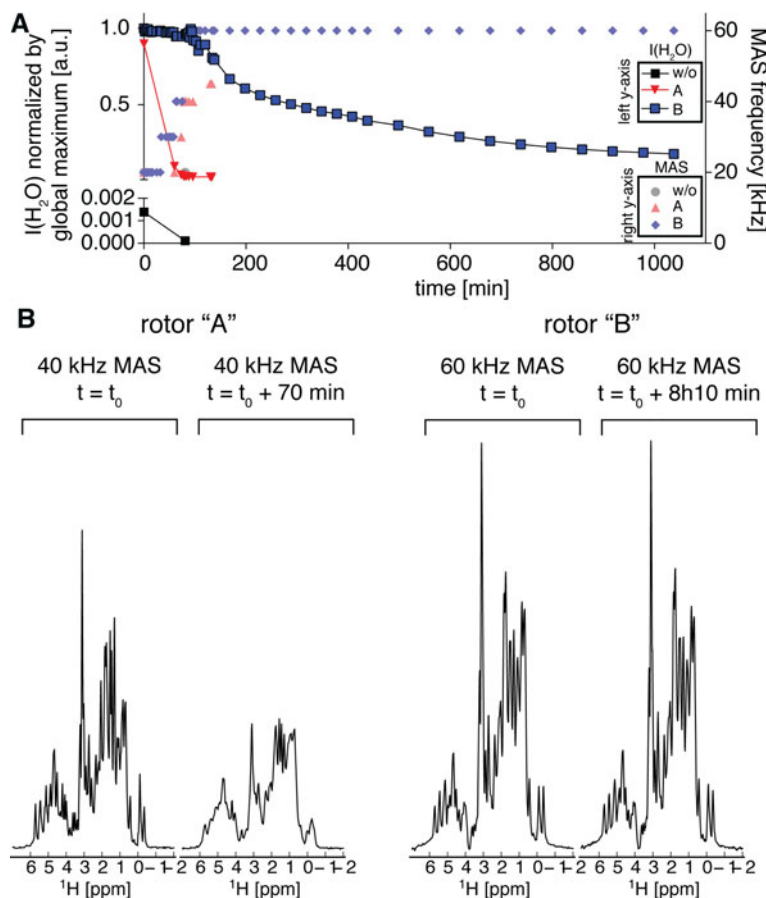 A
I(H2O) normalized by
global maximum [a.u.]
1.0
0.5
0.002
0.001
0.000
0
200
400
600
800
1000
time [min]
MAS frequency [kHz]
60
40
20
0
left y-axis
I(H2O)
w/o
A
B
right y-axis
MAS
w/o
A
B
B
rotor "A"
rotor "B"
40 kHz MAS
t = t0
40 kHz MAS
t = t0 + 70 min
60 kHz MAS
t = t0
60 kHz MAS
t = t0 + 8h10 min
6 5 4 3 2 1 0 −1 −2
6 5 4 3 2 1 0 −1 −2
6 5 4 3 2 1 0 −1 −2
6 5 4 3 2 1 0 −1 −2
1H [ppm]
1H [ppm]
1H [ppm]
1H [ppm]